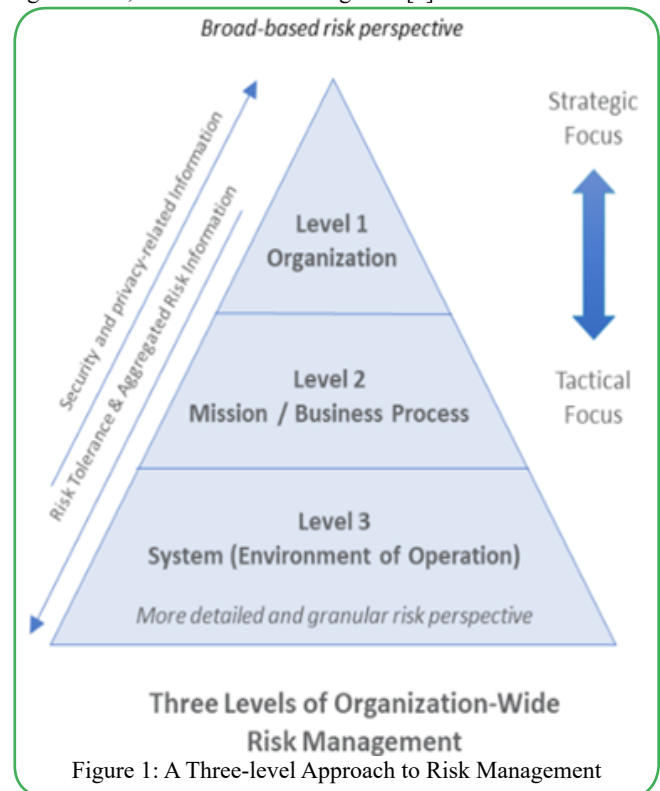 Broad-based risk perspective
Strategic
Focus
Security and privacy-related Information
Risk Tolerance & Aggregated Risk Information
Level 1
Organization
Level 2
Mission / Business Process
Tactical
Focus
Level 3
System (Environment of Operation)
More detailed and granular risk perspective
Three Levels of Organization-Wide
Risk Management
Figure 1: A Three-level Approach to Risk Management